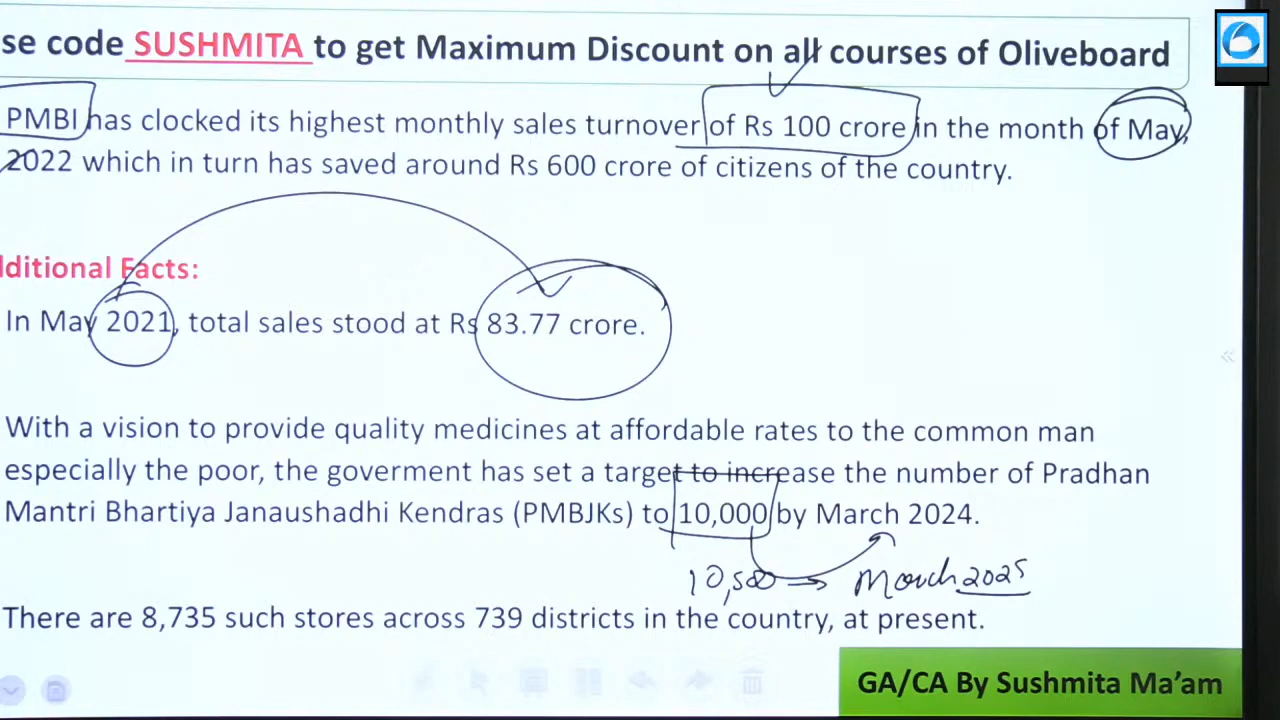 se code SUSHMITA to get Maximum Discount on all courses of Oliveboard
PMBI has clocked its highest monthly sales turnover of Rs 100 crore in the month of May,
2022 which in turn has saved around Rs 600 crore of citizens of the country.
dditional Facts:
In May 2021, total sales stood at Rs 83.77 crore.
With a vision to provide quality medicines at affordable rates to the common man
especially the poor, the goverment has set a target to increase the number of Pradhan
Mantri Bhartiya Janaushadhi Kendras (PMBJKs) to 10,000 by March 2024.
10,500 → March 2025
There are 8,735 such stores across 739 districts in the country, at present.
GA/CA By Sushmita Ma'am